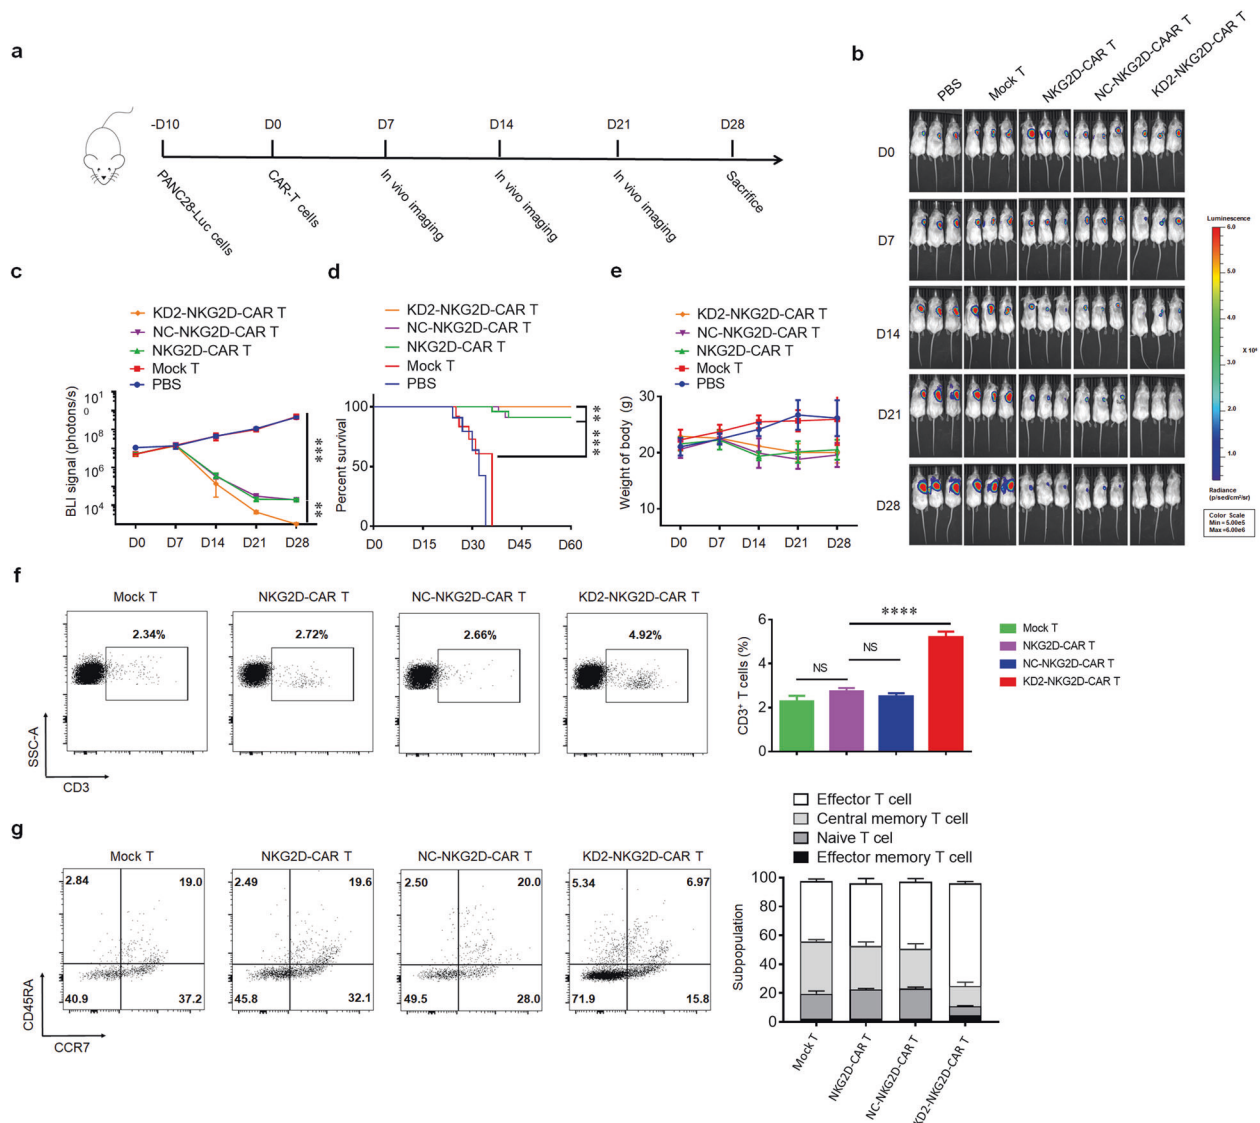 a
-D10 D0 D7 D14 D21 D28
PANC28-Luc cells
CAR-T cells
In vivo imaging
In vivo imaging
In vivo imaging
Sacrifice
b
PBS
Mock T
NKG2D-CAR T
NC-NKG2D-CAAR T
KD2-NKG2D-CAR T
D0
D7
D14
D21
D28
Luminescence
6.0
5.0
4.0
3.0
2.0
1.0
Radiance
(p/sed/cm²/sr)
Color Scale
Min = 5.00e5
Max =6.00e6
c
KD2-NKG2D-CAR T
NC-NKG2D-CAR T
NKG2D-CAR T
Mock T
PBS
BLI signal (photons/s)
10¹
0
10⁸
10⁶
10⁴
D0 D7 D14 D21 D28
***
**
d
KD2-NKG2D-CAR T
NC-NKG2D-CAR T
NKG2D-CAR T
Mock T
PBS
Percent survival
100
50
0
D0 D15 D30 D45 D60
**
***
e
KD2-NKG2D-CAR T
NC-NKG2D-CAR T
NKG2D-CAR T
Mock T
PBS
Weight of body (g)
30
20
10
D0 D7 D14 D21 D28
f
Mock T NKG2D-CAR T NC-NKG2D-CAR T KD2-NKG2D-CAR T
2.34% 2.72% 2.66% 4.92%
SSC-A
CD3
CD3⁺ T cells (%)
6
4
2
0
NS
NS
****
Mock T
NKG2D-CAR T
NC-NKG2D-CAR T
KD2-NKG2D-CAR T
g
Mock T NKG2D-CAR T NC-NKG2D-CAR T KD2-NKG2D-CAR T
2.84 19.0 2.49 19.6 2.50 20.0 5.34 6.97
40.9 37.2 45.8 32.1 49.5 28.0 71.9 15.8
CD45RA
CCR7
Effector T cell
Central memory T cell
Naive T cel
Effector memory T cell
Subpopulation
100
80
60
40
20
0
Mock T
NKG2D-CAR T
NC-NKG2D-CAR T
KD2-NKG2D-CAR T